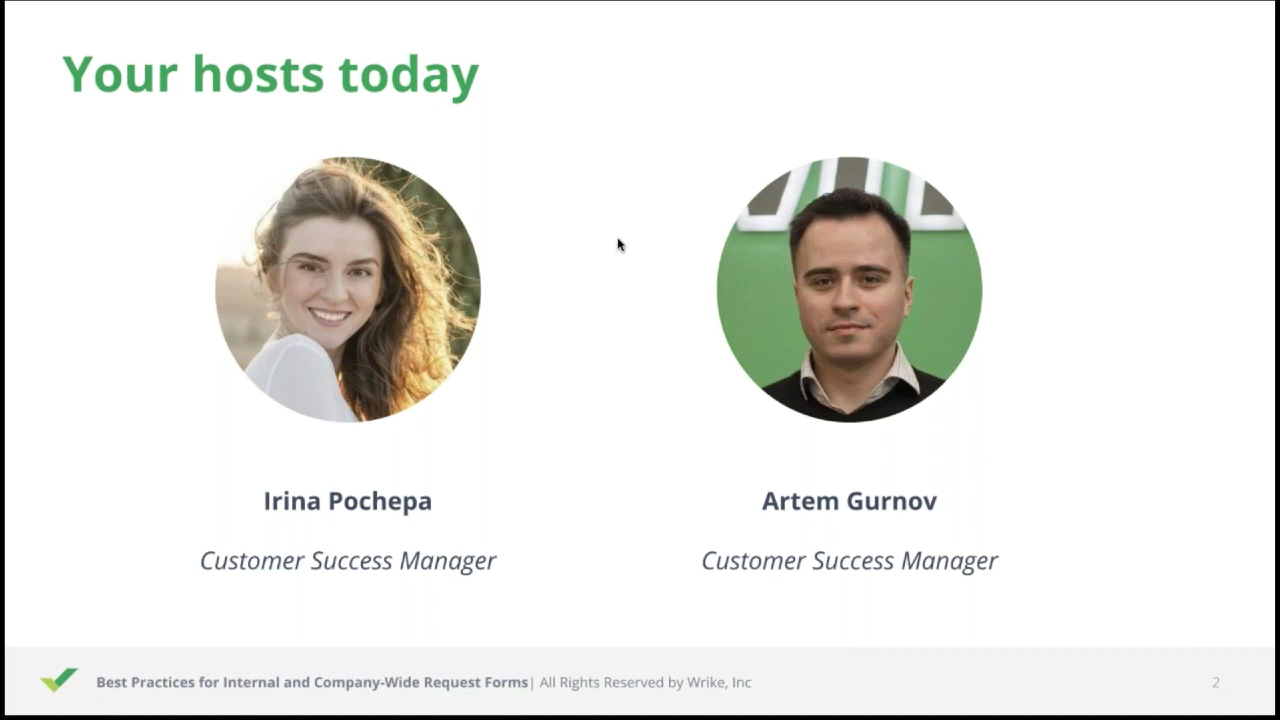 Your hosts today
Irina Pochepa
Artem Gurnov
Customer Success Manager
Customer Success Manager
Best Practices for Internal and Company-Wide Request Forms| All Rights Reserved by Wrike, Inc
2